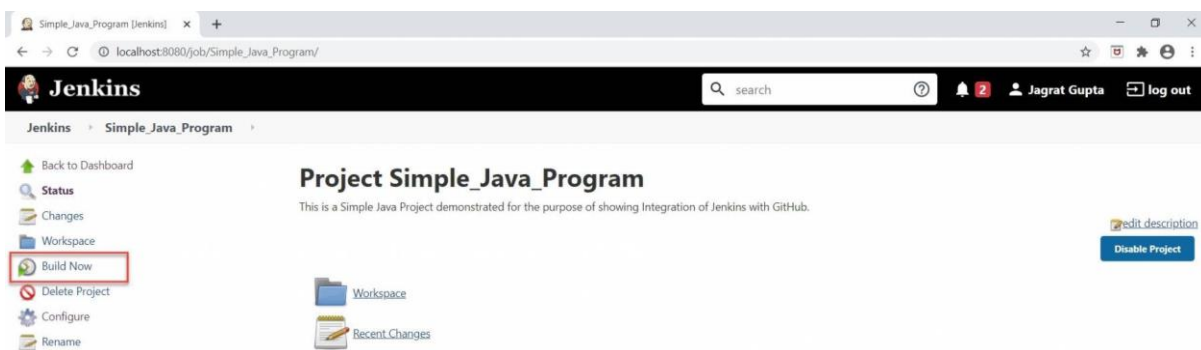 Simple_Java_Program [Jenkins]
localhost:8080/job/Simple_Java_Program/
Jenkins
search
2
Jagrat Gupta
log out
Jenkins
Simple_Java_Program
Back to Dashboard
Status
Changes
Workspace
Build Now
Delete Project
Configure
Rename
Project Simple_Java_Program
This is a Simple Java Project demonstrated for the purpose of showing Integration of Jenkins with GitHub.
edit description
Disable Project
Workspace
Recent Changes